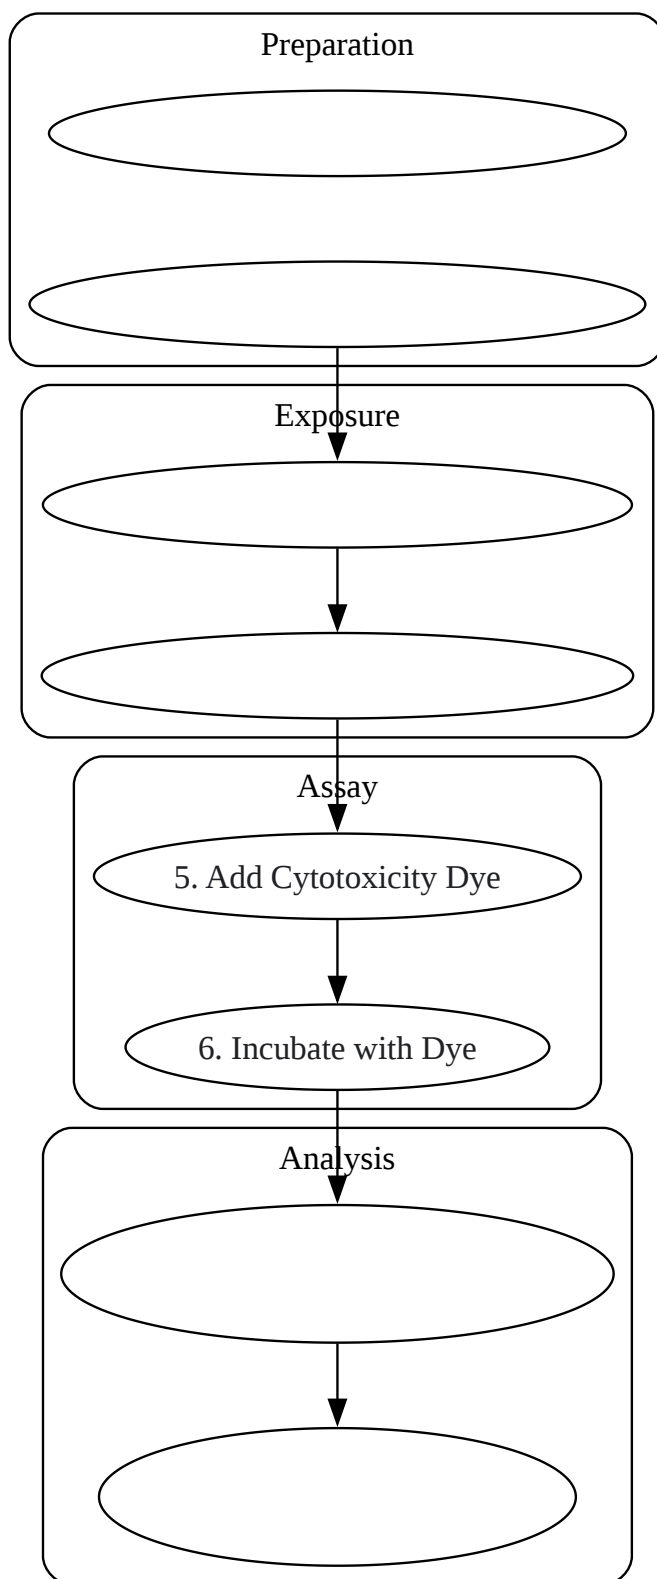 Preparation
Exposure
Assay
5. Add Cytotoxicity Dye
6. Incubate with Dye
Analysis